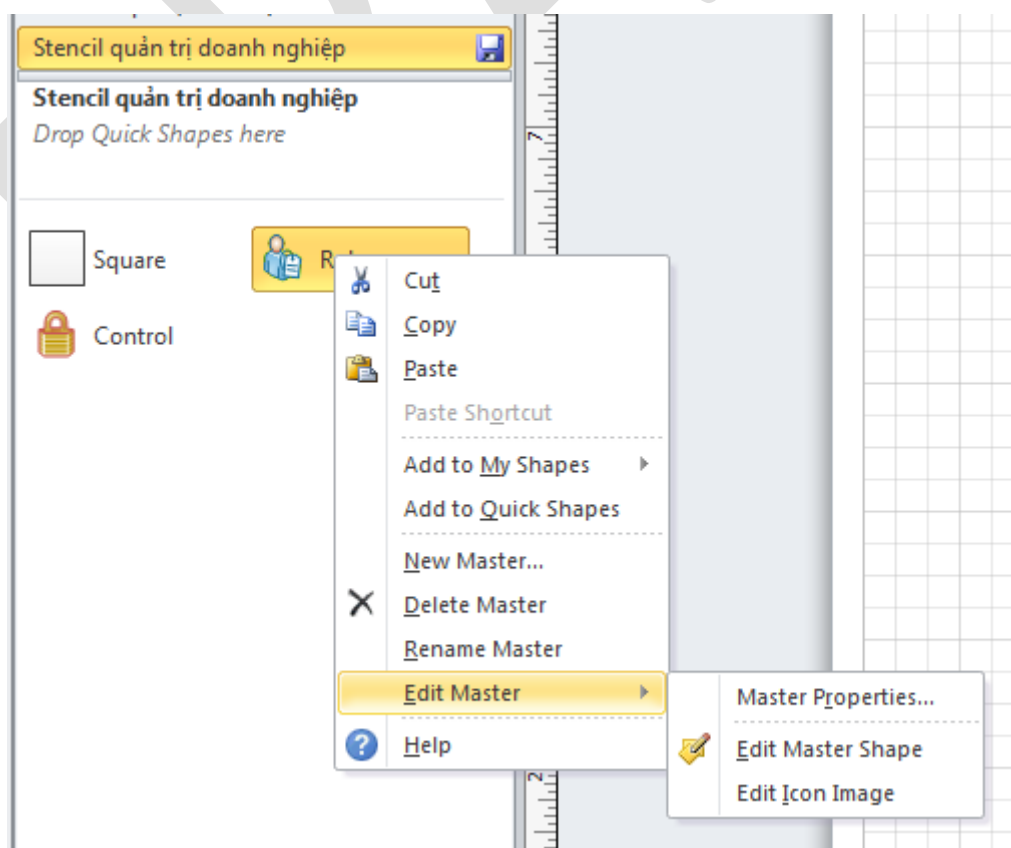 Stencil quản trị doanh nghiệp
Stencil quản trị doanh nghiệp
Drop Quick Shapes here
7
Square
Control
Cut
Copy
Paste
Paste Shortcut
Add to My Shapes
Add to Quick Shapes
New Master...
Delete Master
Rename Master
Edit Master
Help
Master Properties...
Edit Master Shape
Edit Icon Image
2